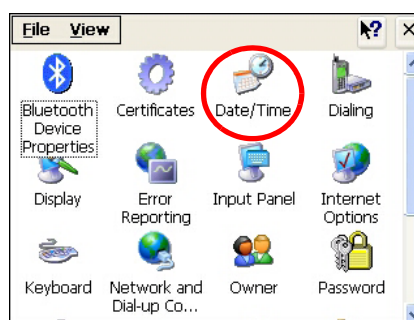 File View
?
Bluetooth Device Properties
Certificates
Date/Time
Dialing
Display
Error Reporting
Input Panel
Internet Options
Keyboard
Network and Dial-up Co...
Owner
Password